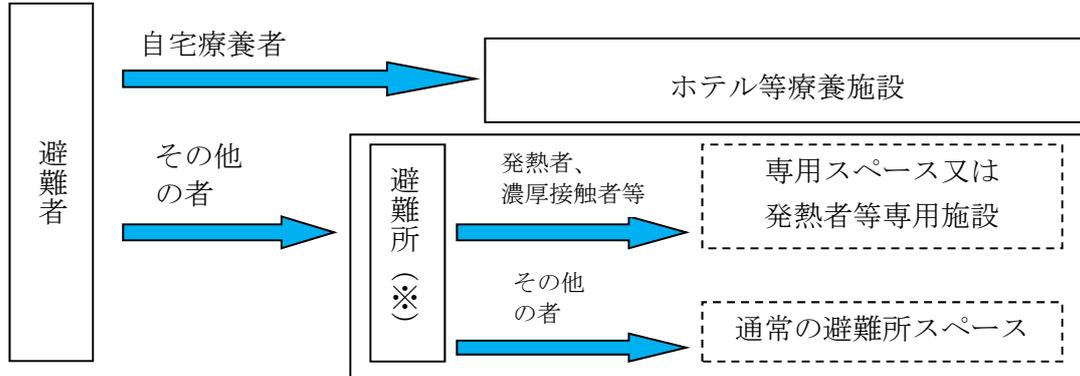 避難者
自宅療養者
ホテル等療養施設
その他
の者
避難所(※)
発熱者、
濃厚接触者等
専用スペース又は
発熱者等専用施設
その他
の者
通常の避難所スペース